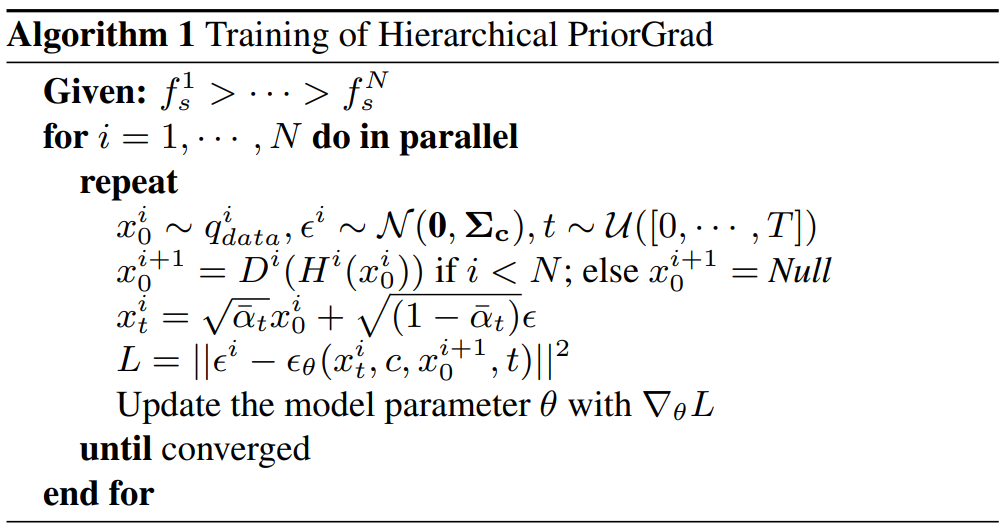 Algorithm 1 Training of Hierarchical PriorGrad
Given: $f_s^1 > \cdots > f_s^N$
for $i = 1, \cdots, N$ do in parallel
repeat
$x_0^i \sim q_{data}^i, \epsilon^i \sim \mathcal{N}(\mathbf{0}, \mathbf{\Sigma_c}), t \sim \mathcal{U}([0, \cdots, T])$
$x_0^{i+1} = D^i(H^i(x_0^i))$ if $i < N$; else $x_0^{i+1} = Null$
$x_t^i = \sqrt{\bar{\alpha}_t} x_0^i + \sqrt{(1 - \bar{\alpha}_t)} \epsilon$
$L = ||\epsilon^i - \epsilon_\theta(x_t^i, c, x_0^{i+1}, t)||^2$
Update the model parameter $\theta$ with $\nabla_\theta L$
until converged
end for